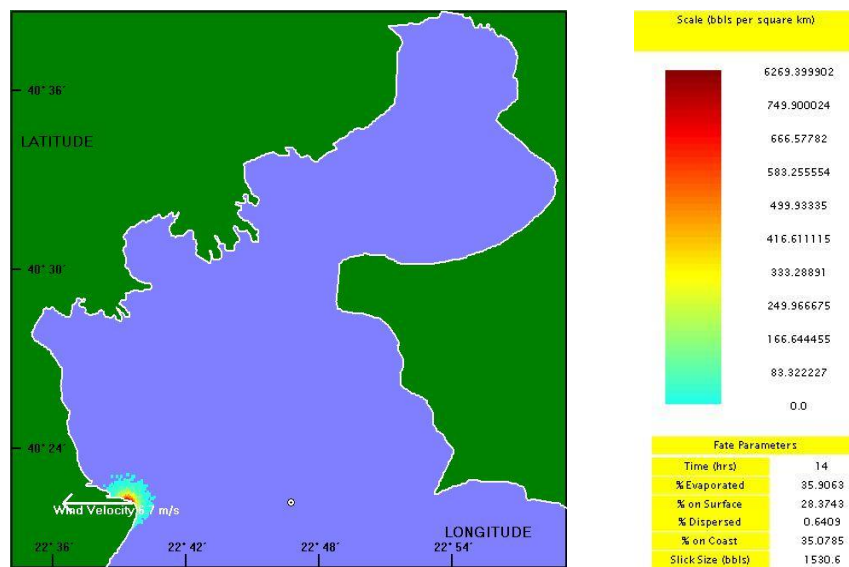 Scale (bbls per square km)
6269.399902
749.900024
666.57782
583.255554
499.93335
416.611115
333.28891
249.966675
166.644455
83.322227
0.0
40° 36'
LATITUDE
40° 30'
40° 24'
Wind Velocity 7 m/s
LONGITUDE
22° 36'
22° 42'
22° 48'
22° 54'
Fate Parameters
Time (hrs) 14
% Evaporated 35.9063
% on Surface 28.3743
% Dispersed 0.6409
% on Coast 35.0785
Slick Size (bbls) 1530.6